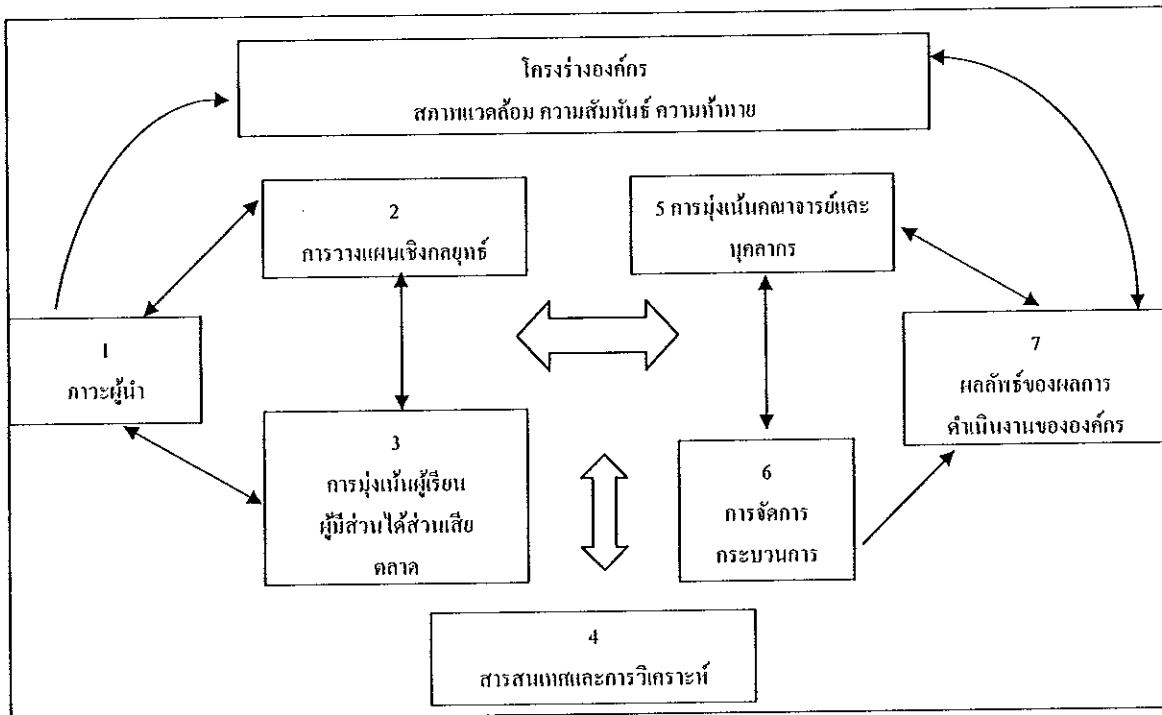 โครงร่างองค์กร
สภาพแวดล้อม ความสัมพันธ์ ความท้าทาย
2
การวางแผนเชิงกลยุทธ์
5 การมุ่งเน้นคณาจารย์และ
บุคลากร
1
ภาวะผู้นำ
7
ผลลัพธ์ของผลการ
ดำเนินงานขององค์กร
3
การมุ่งเน้นผู้เรียน
ผู้มีส่วนได้ส่วนเสีย
ตลาด
6
การจัดการ
กระบวนการ
4
สารสนเทศและการวิเคราะห์